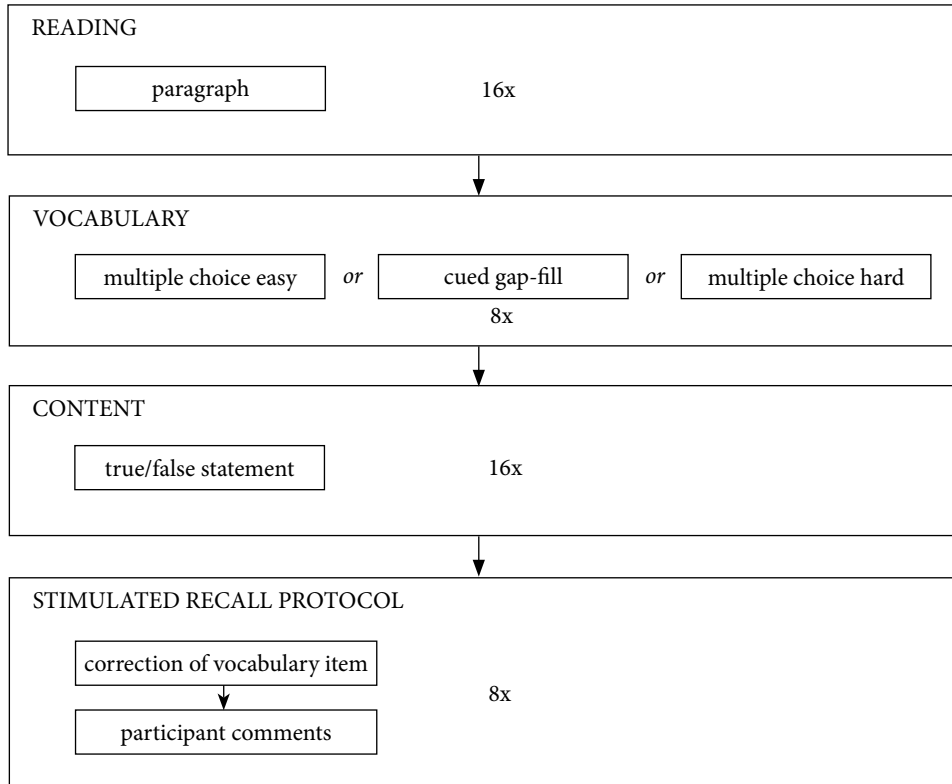 READING
paragraph 16x
VOCABULARY
multiple choice easy or cued gap-fill or multiple choice hard
8x
CONTENT
true/false statement 16x
STIMULATED RECALL PROTOCOL
correction of vocabulary item
8x
participant comments